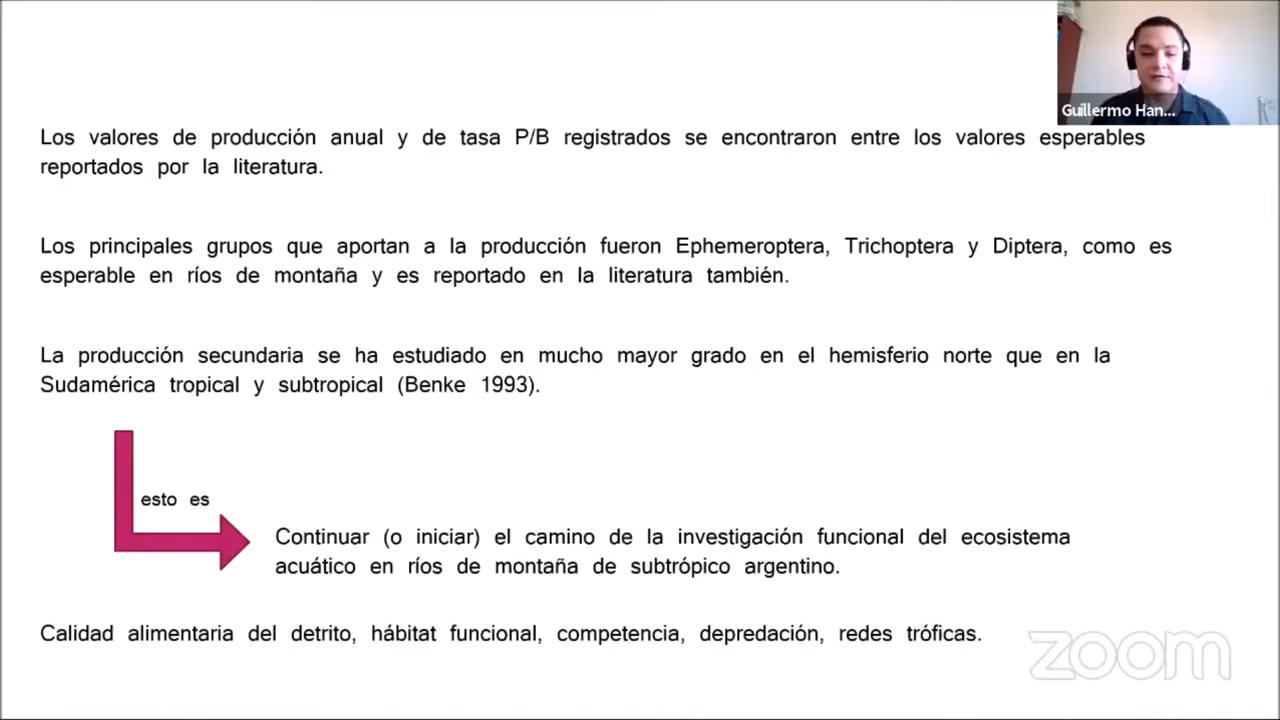 Guillermo Han...
Los valores de producción anual y de tasa P/B registrados se encontraron entre los valores esperables
reportados por la literatura.
Los principales grupos que aportan a la producción fueron Ephemeroptera, Trichoptera y Diptera, como es
esperable en ríos de montaña y es reportado en la literatura también.
La producción secundaria se ha estudiado en mucho mayor grado en el hemisferio norte que en la
Sudamérica tropical y subtropical (Benke 1993).
esto es
Continuar (o iniciar) el camino de la investigación funcional del ecosistema
acuático en ríos de montaña de subtrópico argentino.
Calidad alimentaria del detrito, hábitat funcional, competencia, depredación, redes tróficas.
zoom